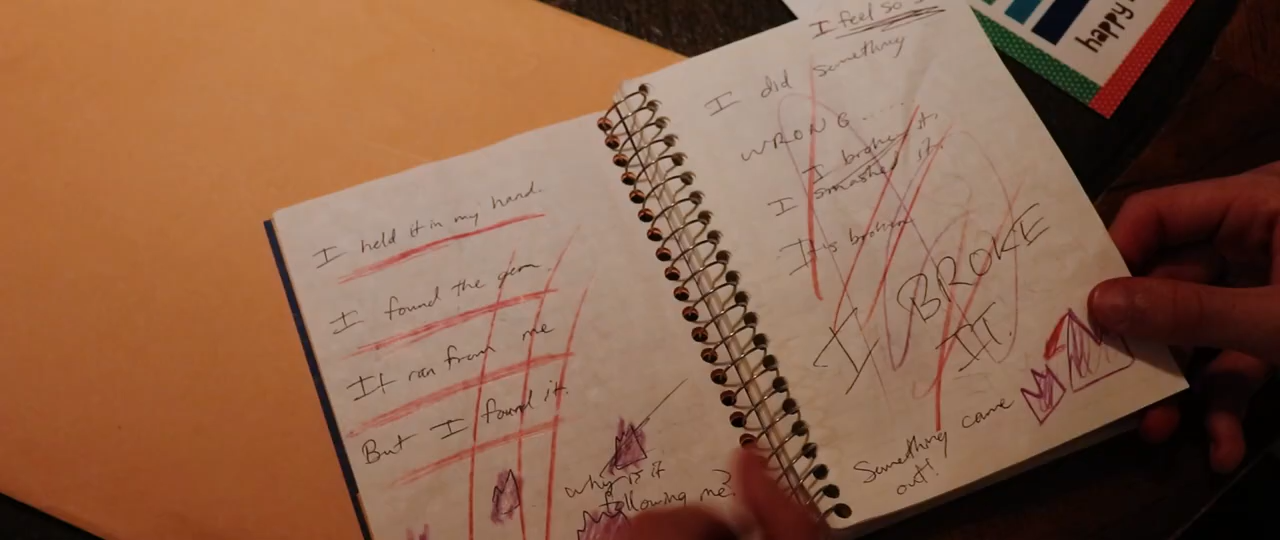 I held it in my hand.
I found the gem
It ran from me
But I found it.
why is it
following me?
I feel so
I did something
WRONG....
I broke it,
I smashed it.
It is broken
I BROKE
IT.
Something came
out!
happy